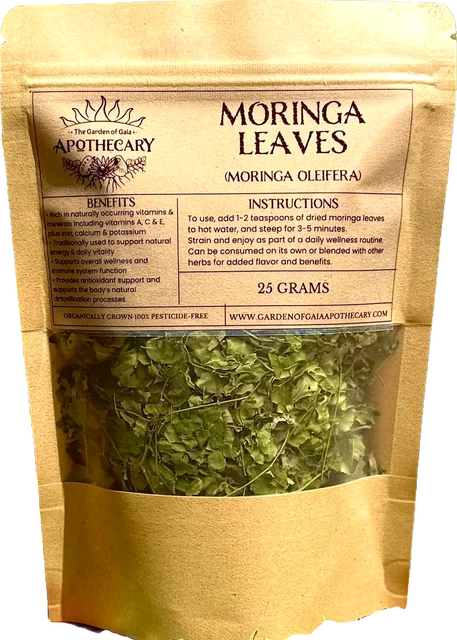 The Garden of Gaia
APOTHECARY
MORINGA
LEAVES
(MORINGA OLEIFERA)
BENEFITS
• Rich in naturally occurring vitamins &
minerals including vitamins A, C & E,
plus iron, calcium & potassium
• Traditionally used to support natural
energy & daily vitality
• Supports overall wellness and
immune system function
• Provides antioxidant support and
supports the body's natural
detoxification processes
INSTRUCTIONS
To use, add 1-2 teaspoons of dried moringa leaves
to hot water, and steep for 3-5 minutes.
Strain and enjoy as part of a daily wellness routine.
Can be consumed on its own or blended with other
herbs for added flavor and benefits.
25 GRAMS
ORGANICALLY GROWN 100% PESTICIDE-FREE
WWW.GARDENOFGAIAAPOTHECARY.COM